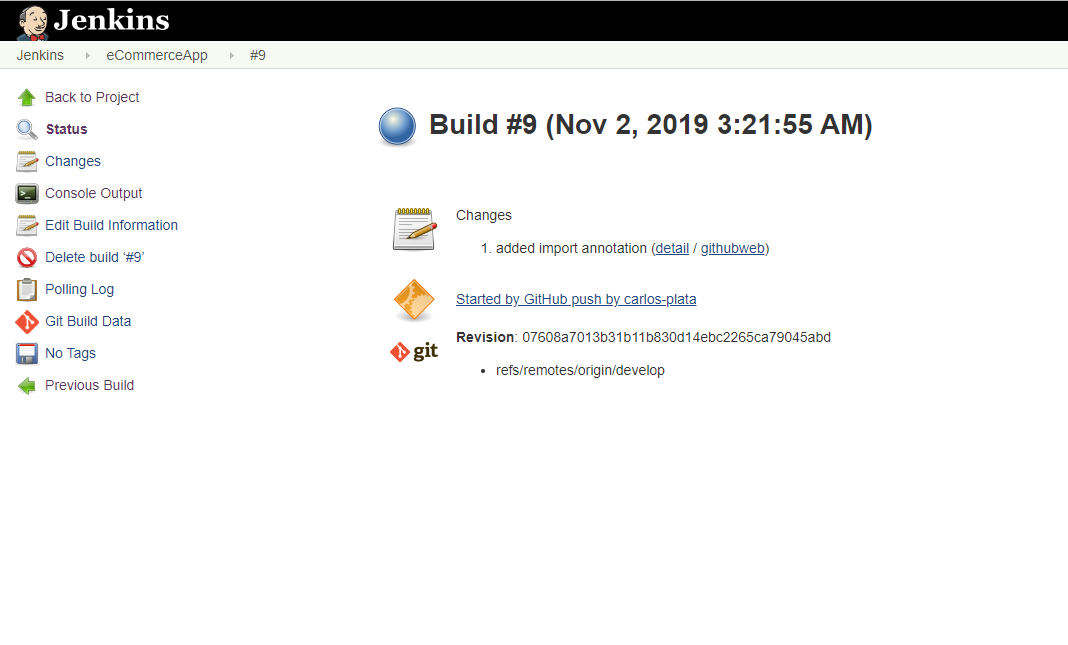 Jenkins
Jenkins eCommerceApp #9
Back to Project
Status
Changes
Console Output
Edit Build Information
Delete build ‘#9’
Polling Log
Git Build Data
No Tags
Previous Build
Build #9 (Nov 2, 2019 3:21:55 AM)
Changes
1. added import annotation (detail / githubweb)
Started by GitHub push by carlos-plata
git
Revision: 07608a7013b31b11b830d14ebc2265ca79045abd
• refs/remotes/origin/develop